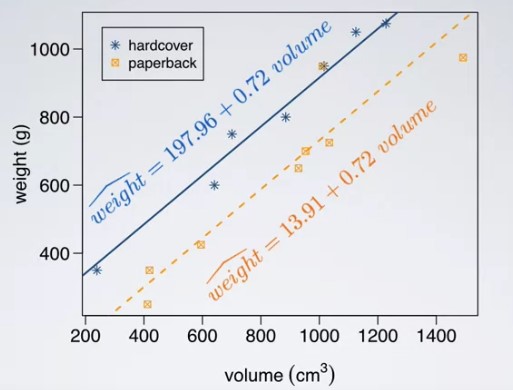 hardcover
paperback
weight = 197.96 + 0.72 volume
weight = 13.91 + 0.72 volume
weight (g)
1000
800
600
400
200 400 600 800 1000 1200 1400
volume (cm³)